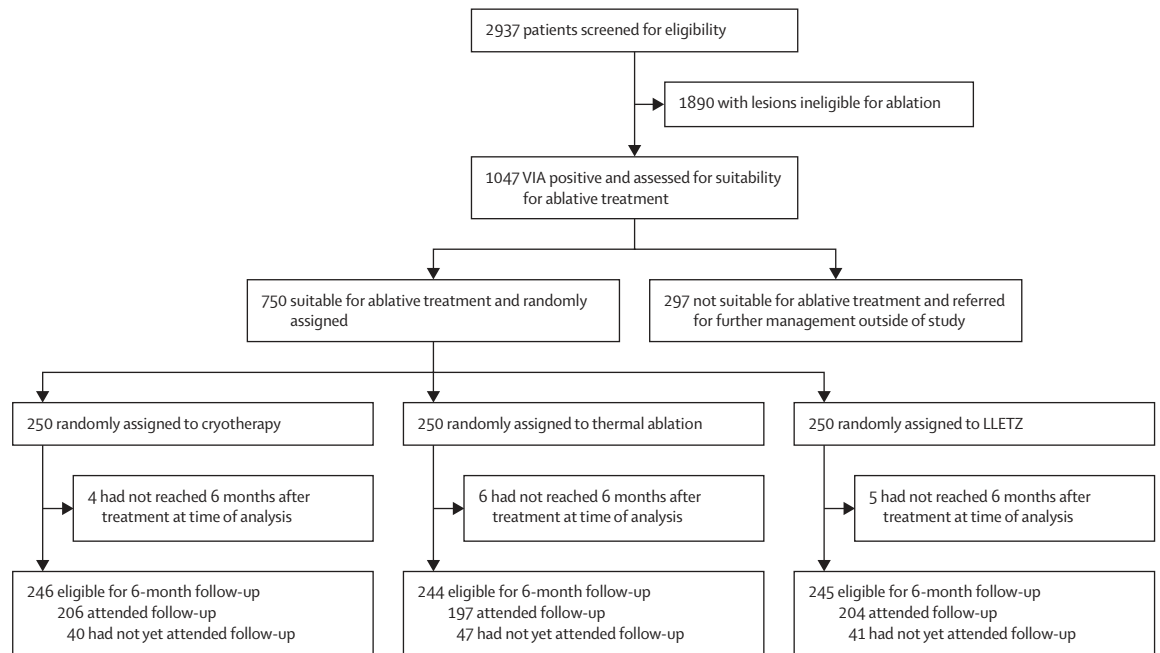 2937 patients screened for eligibility
1890 with lesions ineligible for ablation
1047 VIA positive and assessed for suitability
for ablative treatment
750 suitable for ablative treatment and randomly
assigned
297 not suitable for ablative treatment and referred
for further management outside of study
250 randomly assigned to cryotherapy
250 randomly assigned to thermal ablation
250 randomly assigned to LLETZ
4 had not reached 6 months after
treatment at time of analysis
6 had not reached 6 months after
treatment at time of analysis
5 had not reached 6 months after
treatment at time of analysis
246 eligible for 6-month follow-up
206 attended follow-up
40 had not yet attended follow-up
244 eligible for 6-month follow-up
197 attended follow-up
47 had not yet attended follow-up
245 eligible for 6-month follow-up
204 attended follow-up
41 had not yet attended follow-up